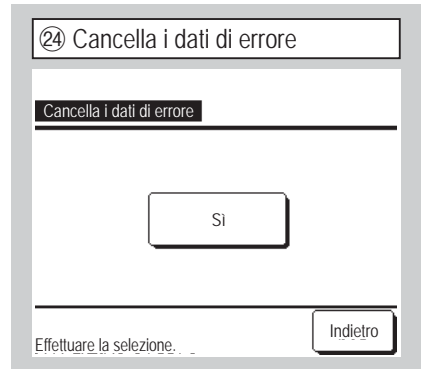 ㉔ Cancella i dati di errore
Cancella i dati di errore
Sì
Effettuare la selezione.
Indietro